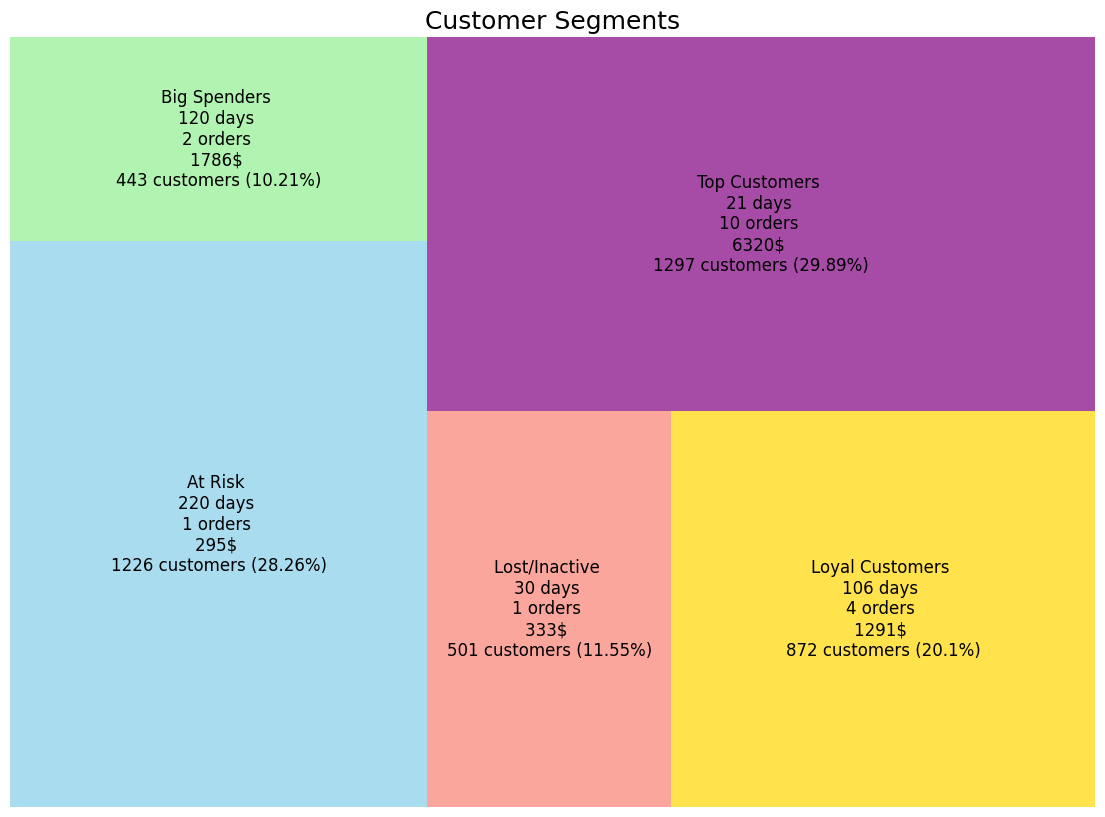 Customer Segments
Big Spenders
120 days
2 orders
1786$
443 customers (10.21%)
Top Customers
21 days
10 orders
6320$
1297 customers (29.89%)
At Risk
220 days
1 orders
295$
1226 customers (28.26%)
Lost/Inactive
30 days
1 orders
333$
501 customers (11.55%)
Loyal Customers
106 days
4 orders
1291$
872 customers (20.1%)